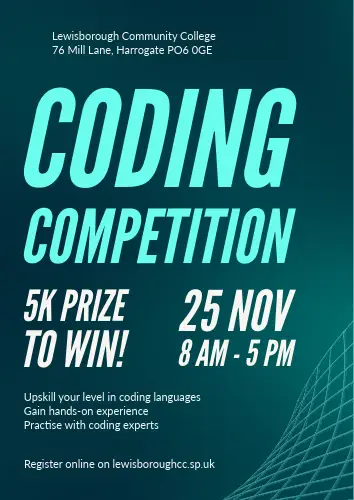 Lewisborough Community College
76 Mill Lane, Harrogate PO6 0GE
CODING
COMPETITION
5K PRIZE
TO WIN!
25 NOV
8 AM - 5 PM
Upskill your level in coding languages
Gain hands-on experience
Practise with coding experts
Register online on lewisboroughcc.sp.uk